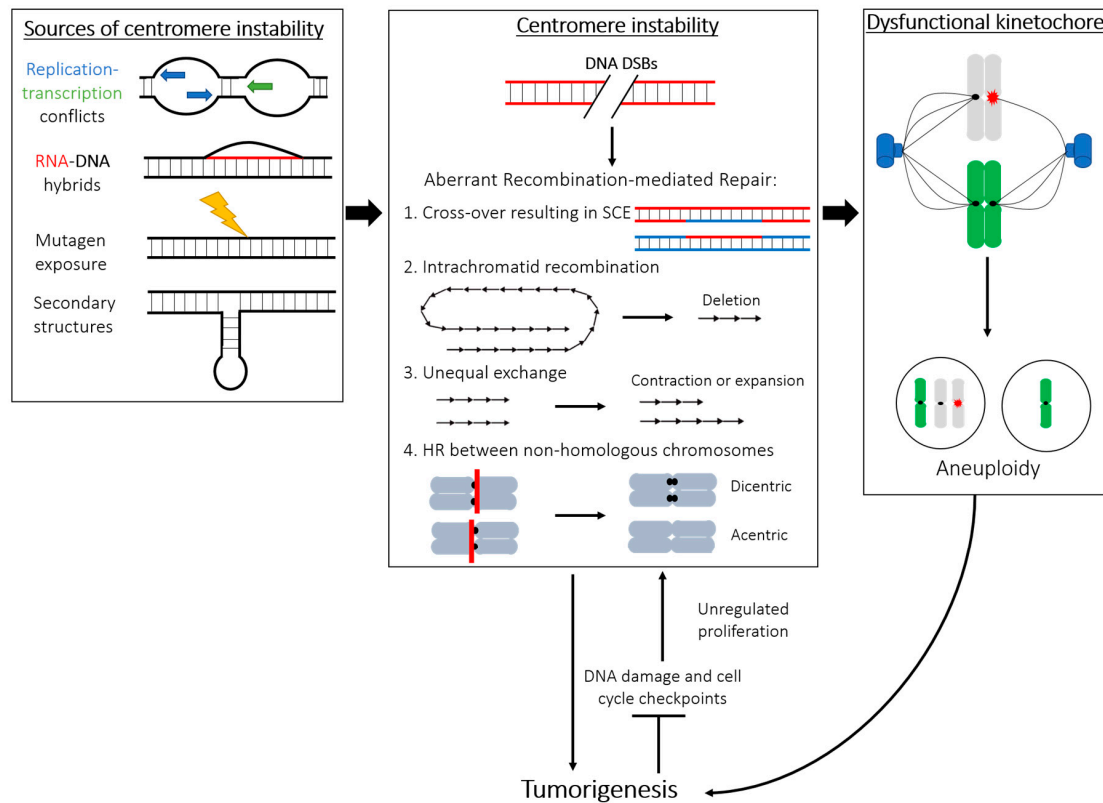 Sources of centromere instability
Replication-
transcription
conflicts
RNA-DNA
hybrids
Mutagen
exposure
Secondary
structures
Centromere instability
DNA DSBs
Aberrant Recombination-mediated Repair:
1. Cross-over resulting in SCE
2. Intrachromatid recombination
Deletion
3. Unequal exchange
Contraction or expansion
4. HR between non-homologous chromosomes
Dicentric
Acentric
Dysfunctional kinetochore
Aneuploidy
Unregulated
proliferation
DNA damage and cell
cycle checkpoints
Tumorigenesis